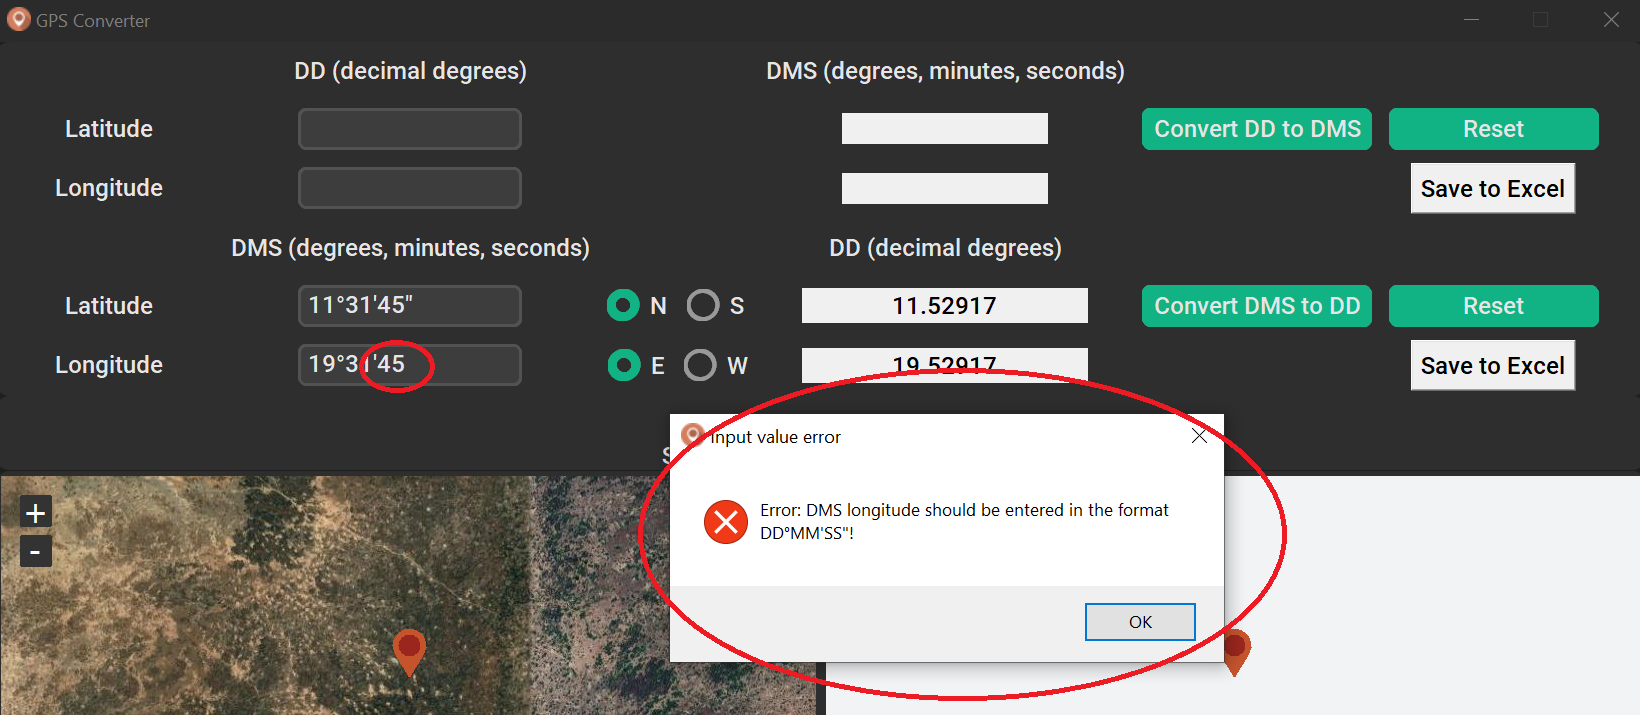 GPS Converter
DD (decimal degrees) DMS (degrees, minutes, seconds)
Latitude Convert DD to DMS Reset
Longitude Save to Excel
DMS (degrees, minutes, seconds) DD (decimal degrees)
Latitude 11°31'45" N S 11.52917 Convert DMS to DD Reset
Longitude 19°31'45 E W 19.52917 Save to Excel
Input value error
Error: DMS longitude should be entered in the format
DD°MM'SS"!
OK
+
-